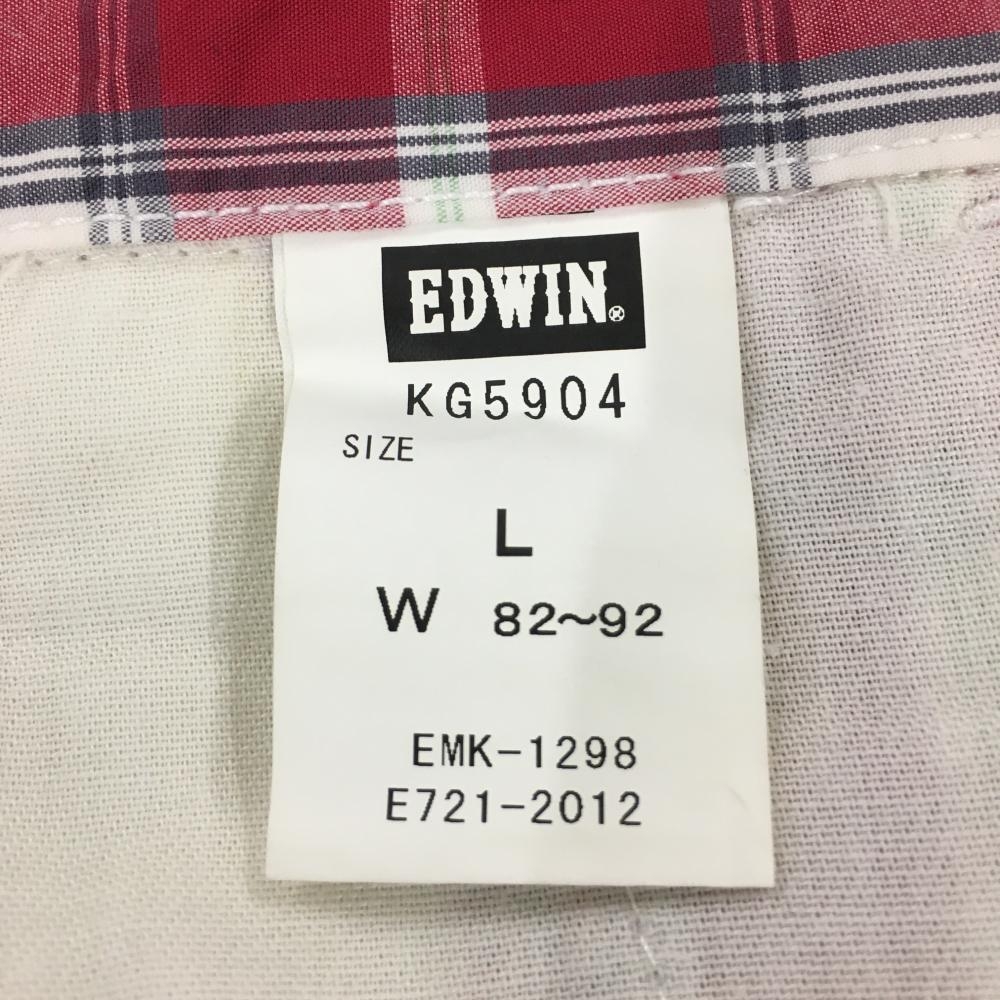 EDWIN®
KG5904
SIZE
L
W 82～92
EMK-1298
E721-2012